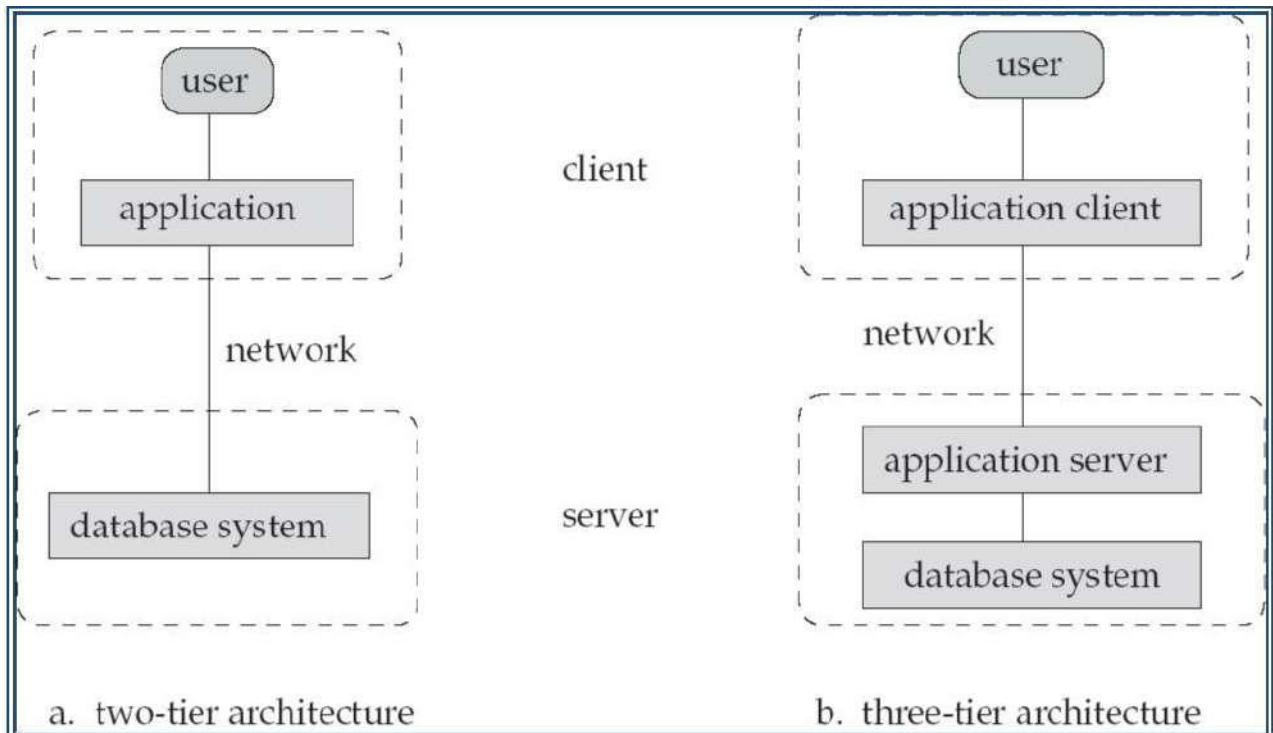 user
application
network
database system
a. two-tier architecture
client
server
user
application client
network
application server
database system
b. three-tier architecture